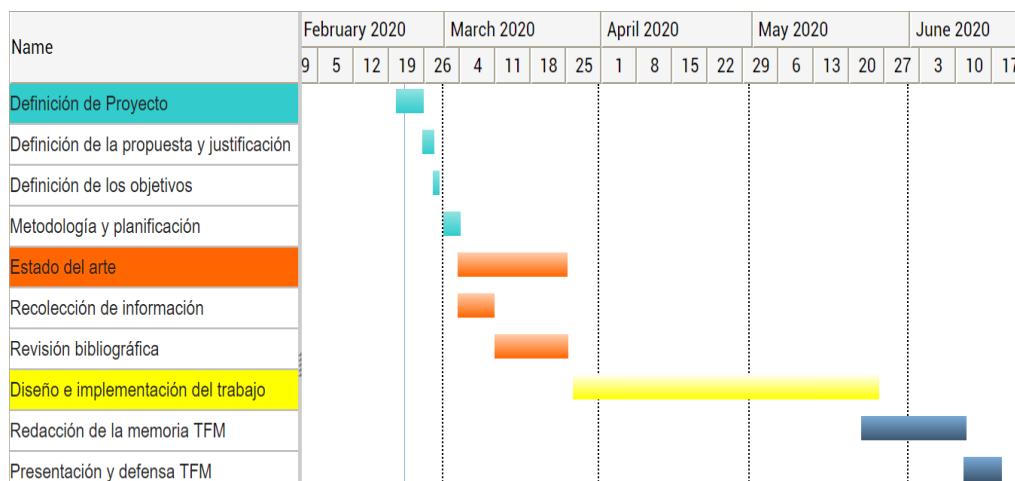 Name
February 2020 March 2020 April 2020 May 2020 June 2020
9 5 12 19 26 4 11 18 25 1 8 15 22 29 6 13 20 27 3 10 17
Definición de Proyecto
Definición de la propuesta y justificación
Definición de los objetivos
Metodología y planificación
Estado del arte
Recolección de información
Revisión bibliográfica
Diseño e implementación del trabajo
Redacción de la memoria TFM
Presentación y defensa TFM